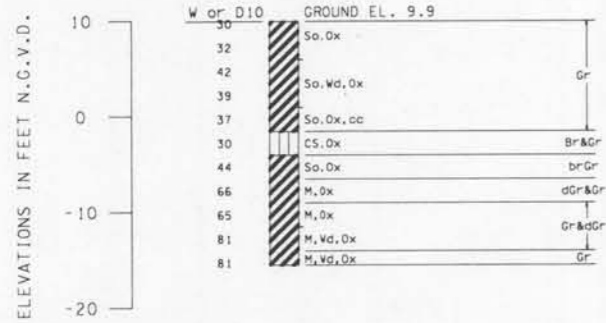 W or D10 GROUND EL. 9.9
ELEVATIONS IN FEET N.G.V.D.
10
0
-10
-20
30 So.Ox
32
42
So.Wd.Ox
39
37 So.Ox,cc
30 CS.Ox Br&Gr
44 So.Ox brGr
66 M.Ox dGr&Gr
65 M.Ox
81 M.Wd.Ox
81 M.Wd.Ox Gr
Gr
Gr&dGr